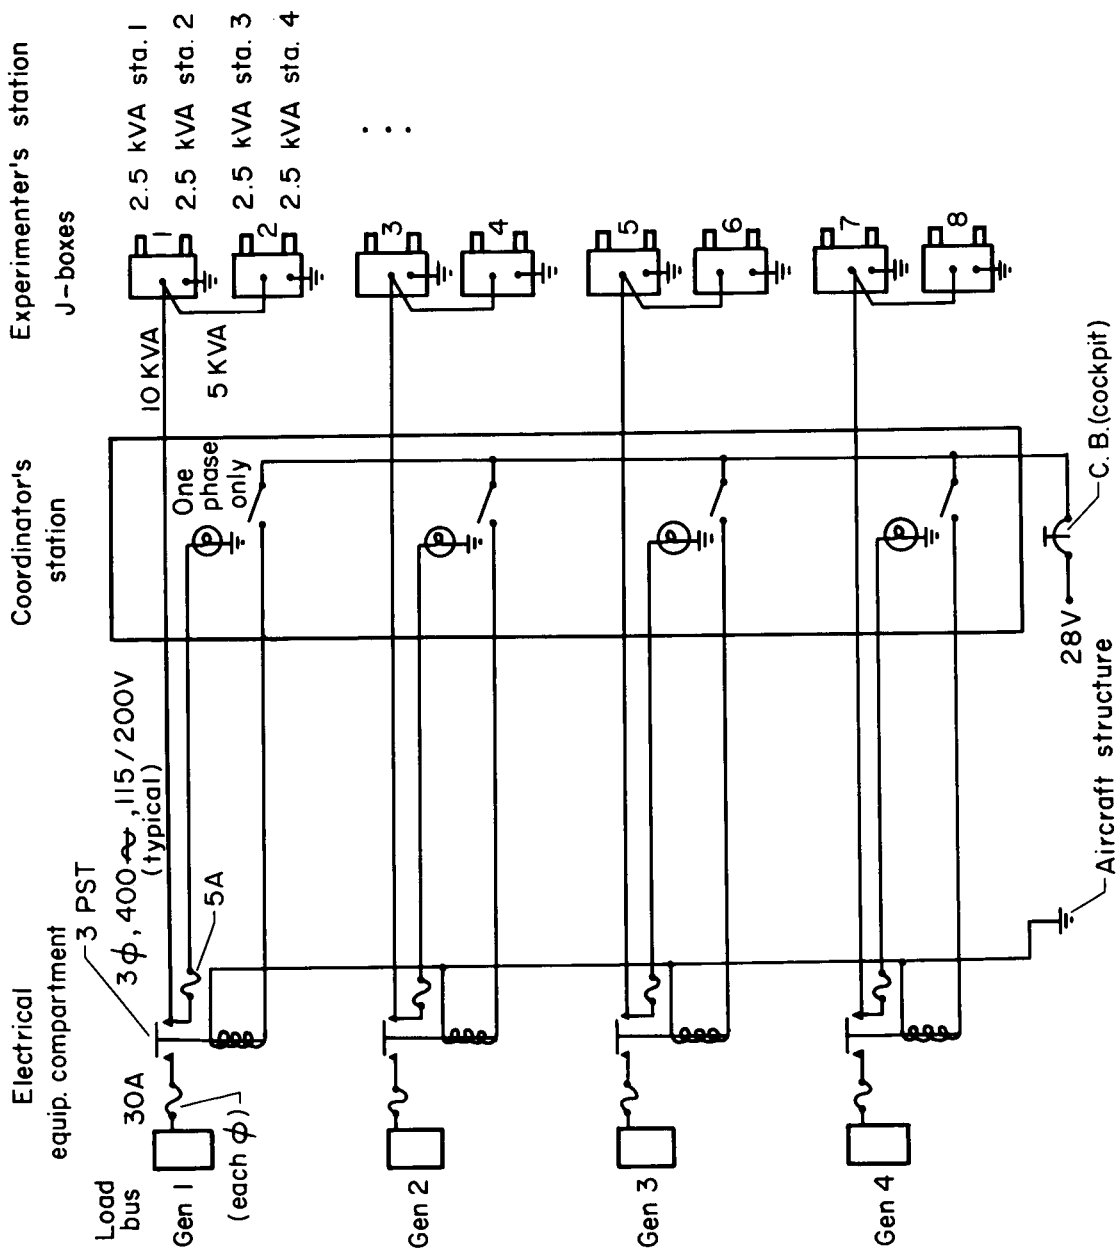 Load
bus
Electrical
equip. compartment
Coordinator's
station
Experimenter's station
J-boxes
Gen 1
30A
(each ϕ)
3 PST
3ϕ, 400~, 115/200V
(typical)
5A
One
phase
only
10 KVA
5 KVA
1
2
2.5 kVA sta. 1
2.5 kVA sta. 2
2.5 kVA sta. 3
2.5 kVA sta. 4
Gen 2
3
4
. . .
Gen 3
5
6
Gen 4
7
8
28V
C.B.(cockpit)
Aircraft structure